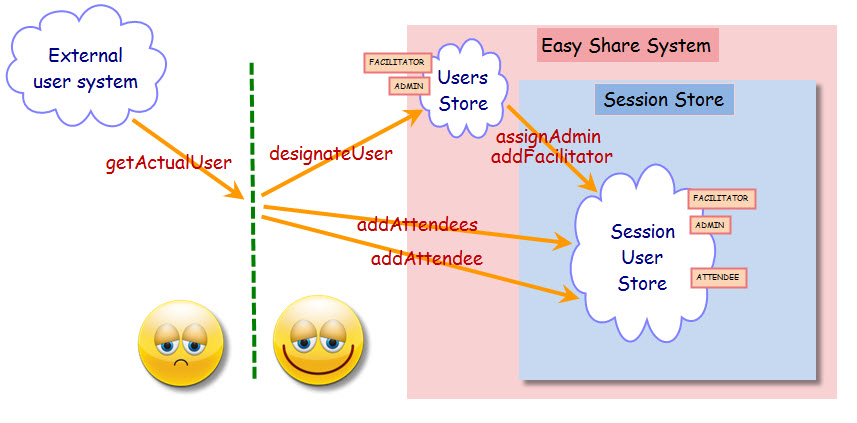 External
user system
getActualUser
designateUser
FACILITATOR
ADMIN
Users
Store
Easy Share System
Session Store
assignAdmin
addFacilitator
addAttendees
addAttendee
Session
User
Store
FACILITATOR
ADMIN
ATTENDEE